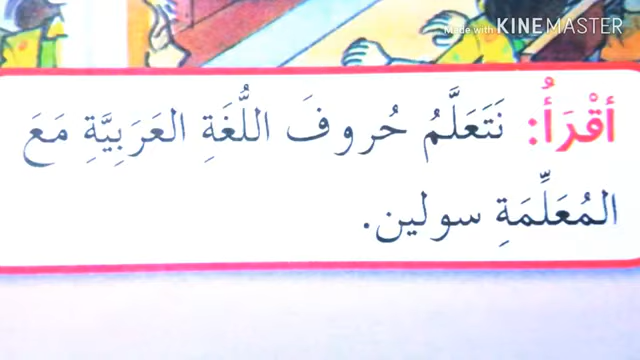 Made with KINEMASTER
أَقْرَأُ: نَتَعَلَّمُ حُروفَ اللُّغَةِ العَرَبِيَّةِ مَعَ
المُعَلِّمَةِ سولين.